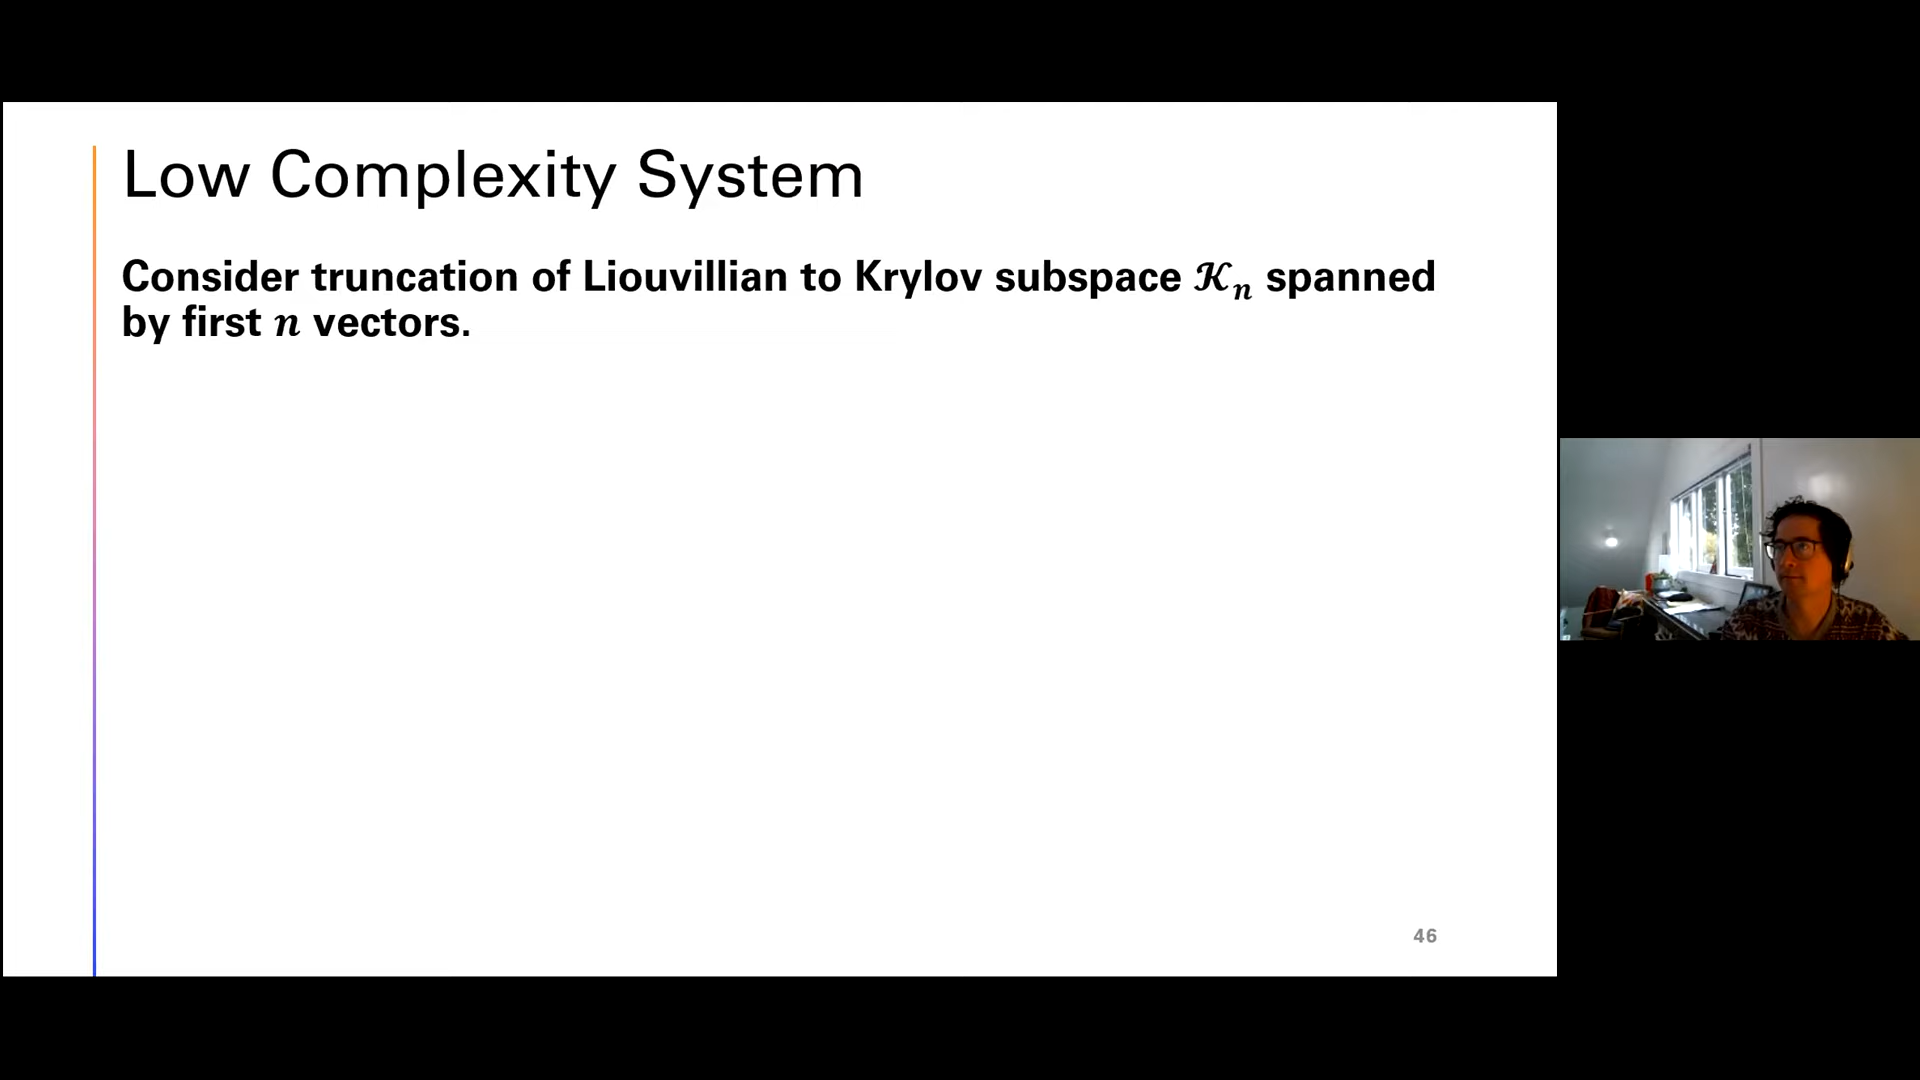 Low Complexity System
Consider truncation of Liouvillian to Krylov subspace 𝒦ₙ spanned
by first n vectors.
46